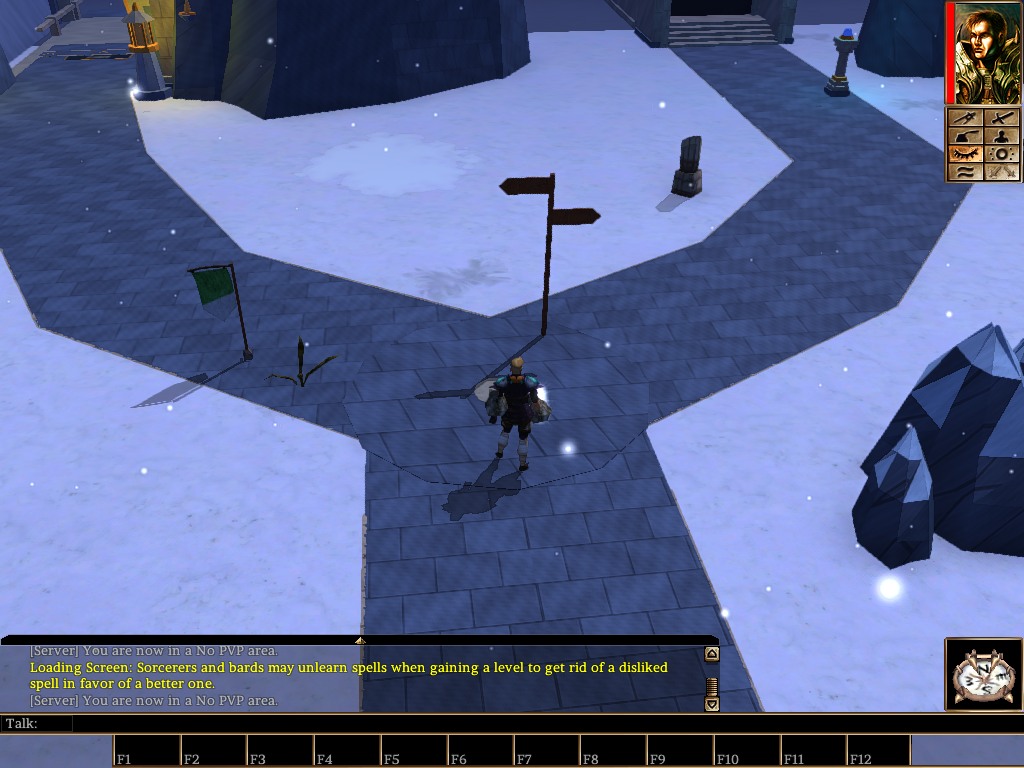 [Server] You are now in a No PVP area.
Loading Screen: Sorcerers and bards may unlearn spells when gaining a level to get rid of a disliked
spell in favor of a better one.
[Server] You are now in a No PVP area.
Talk:
F1 F2 F3 F4 F5 F6 F7 F8 F9 F10 F11 F12